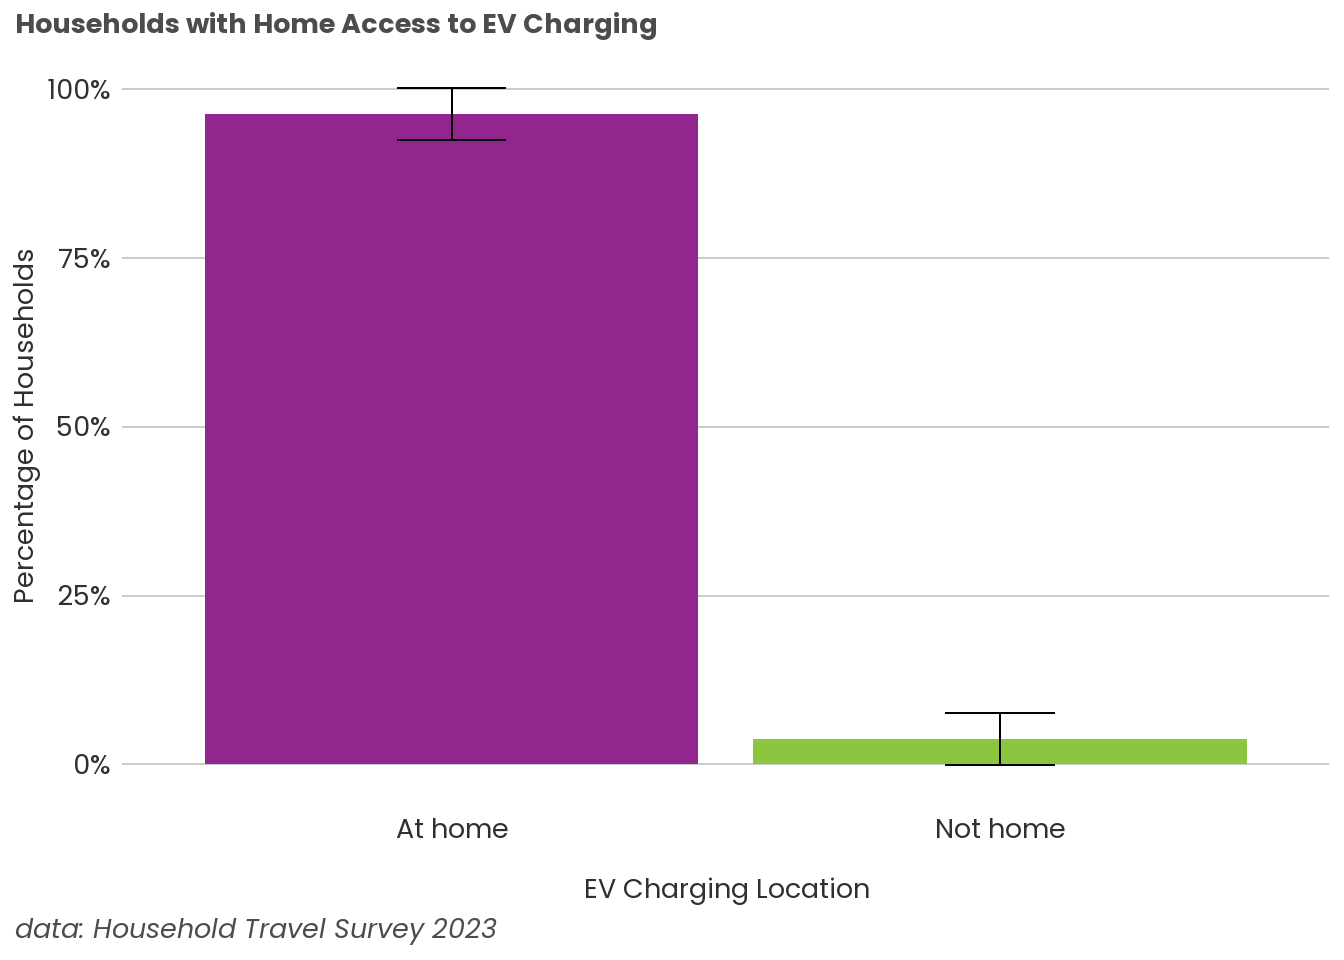 Households with Home Access to EV Charging
100%
75%
50%
25%
0%
Percentage of Households
At home
Not home
EV Charging Location
data: Household Travel Survey 2023